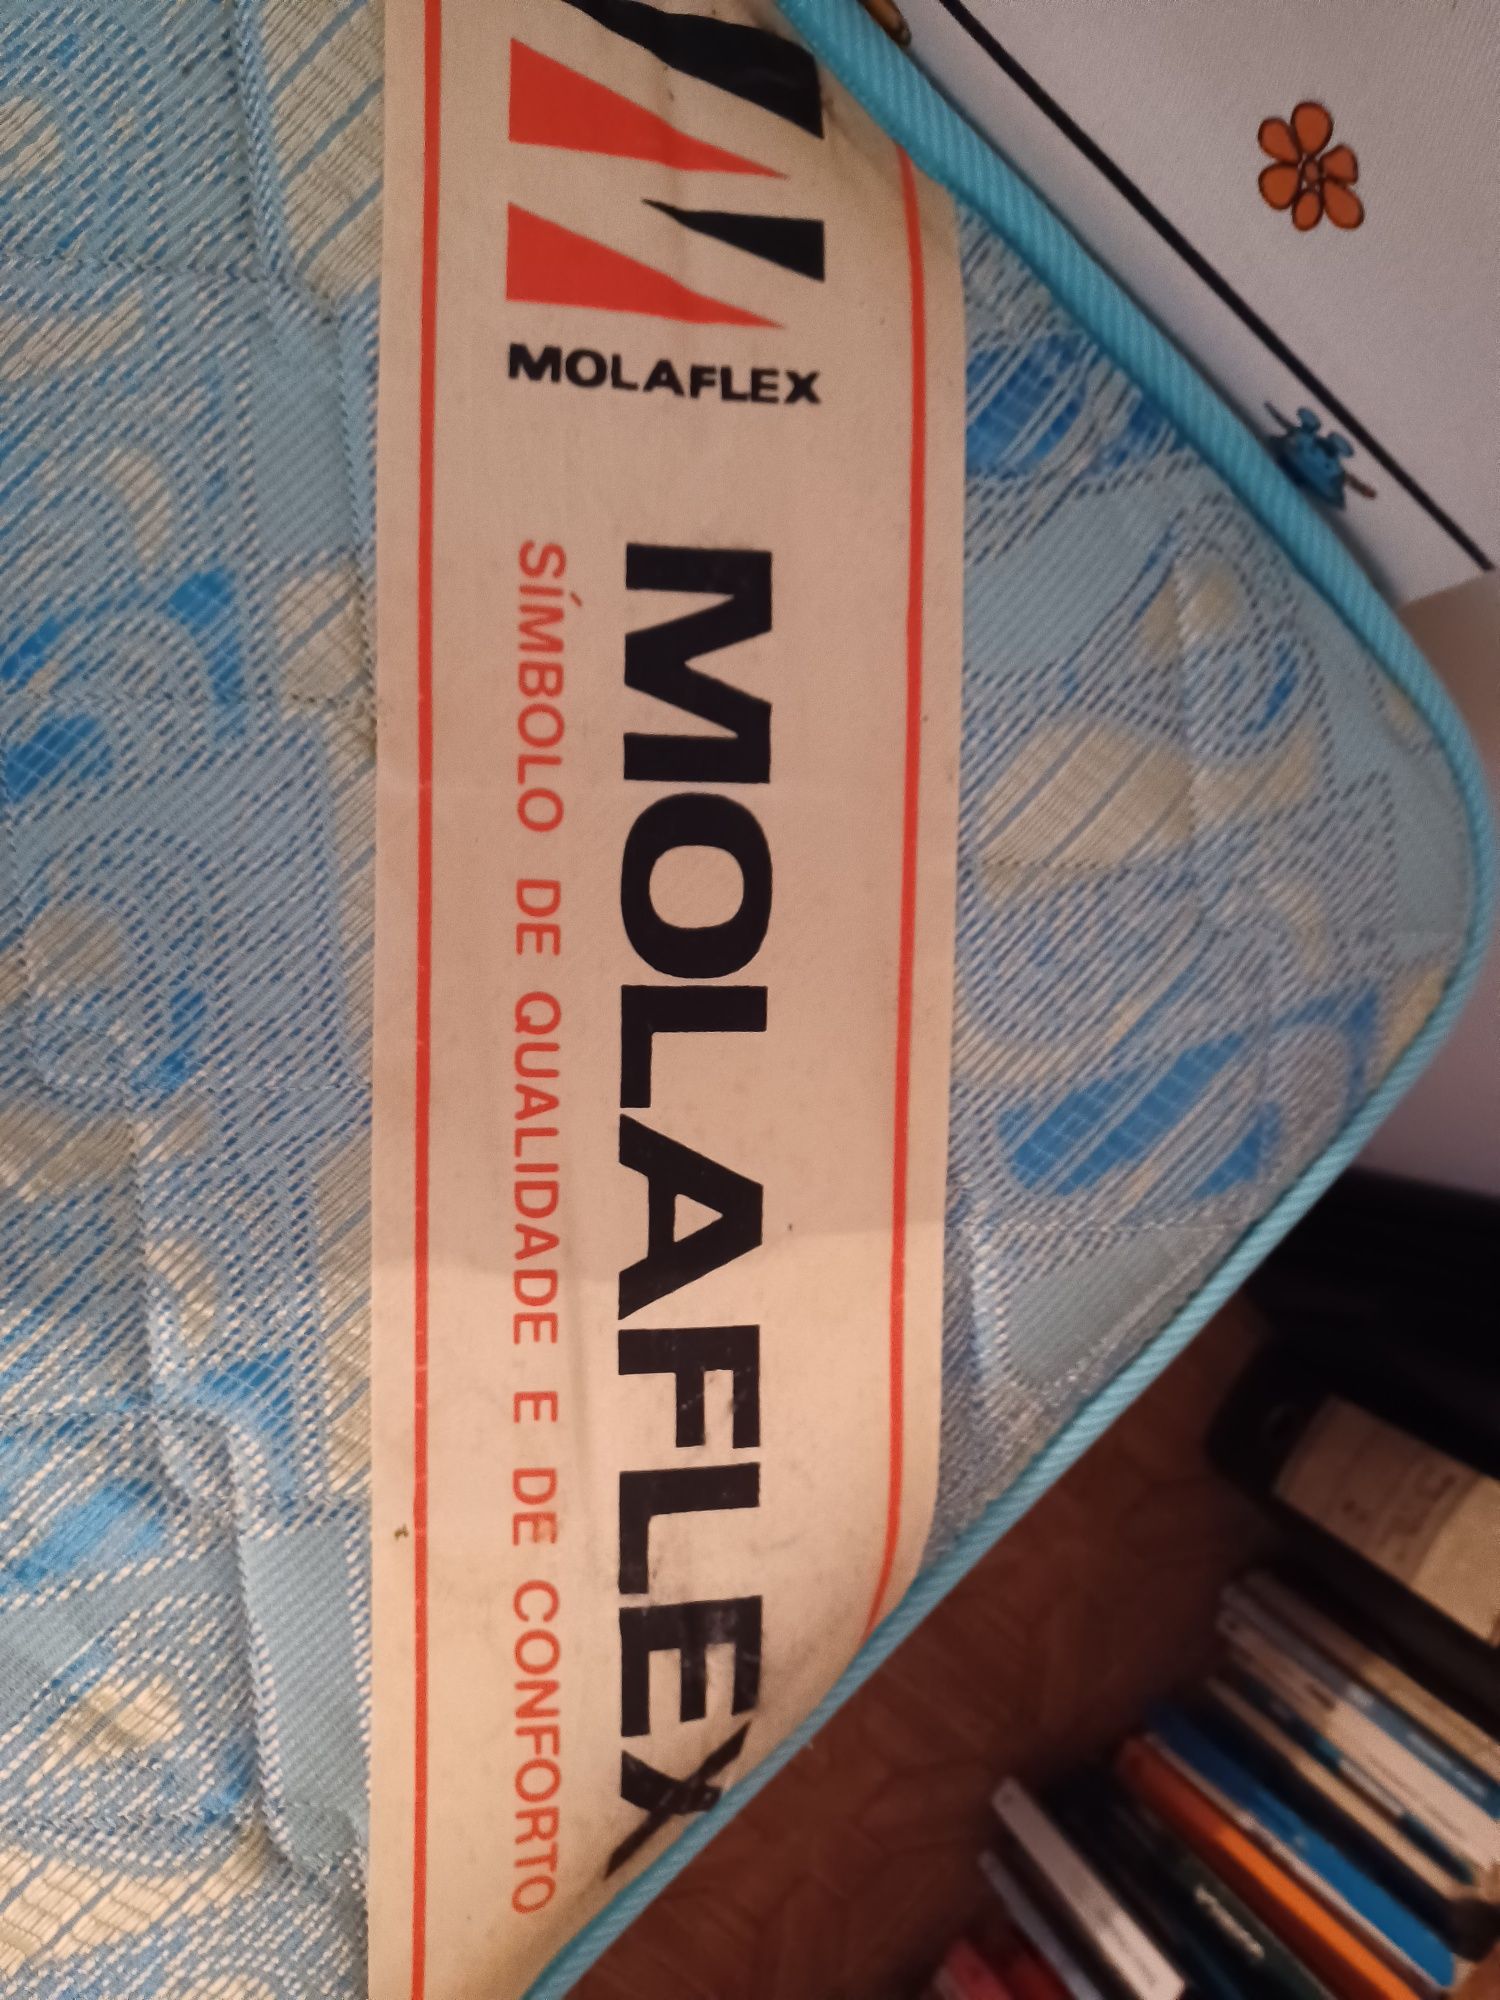 MOLAFLEX
MOLAFLEX
SÍMBOLO DE QUALIDADE E DE CONFORTO